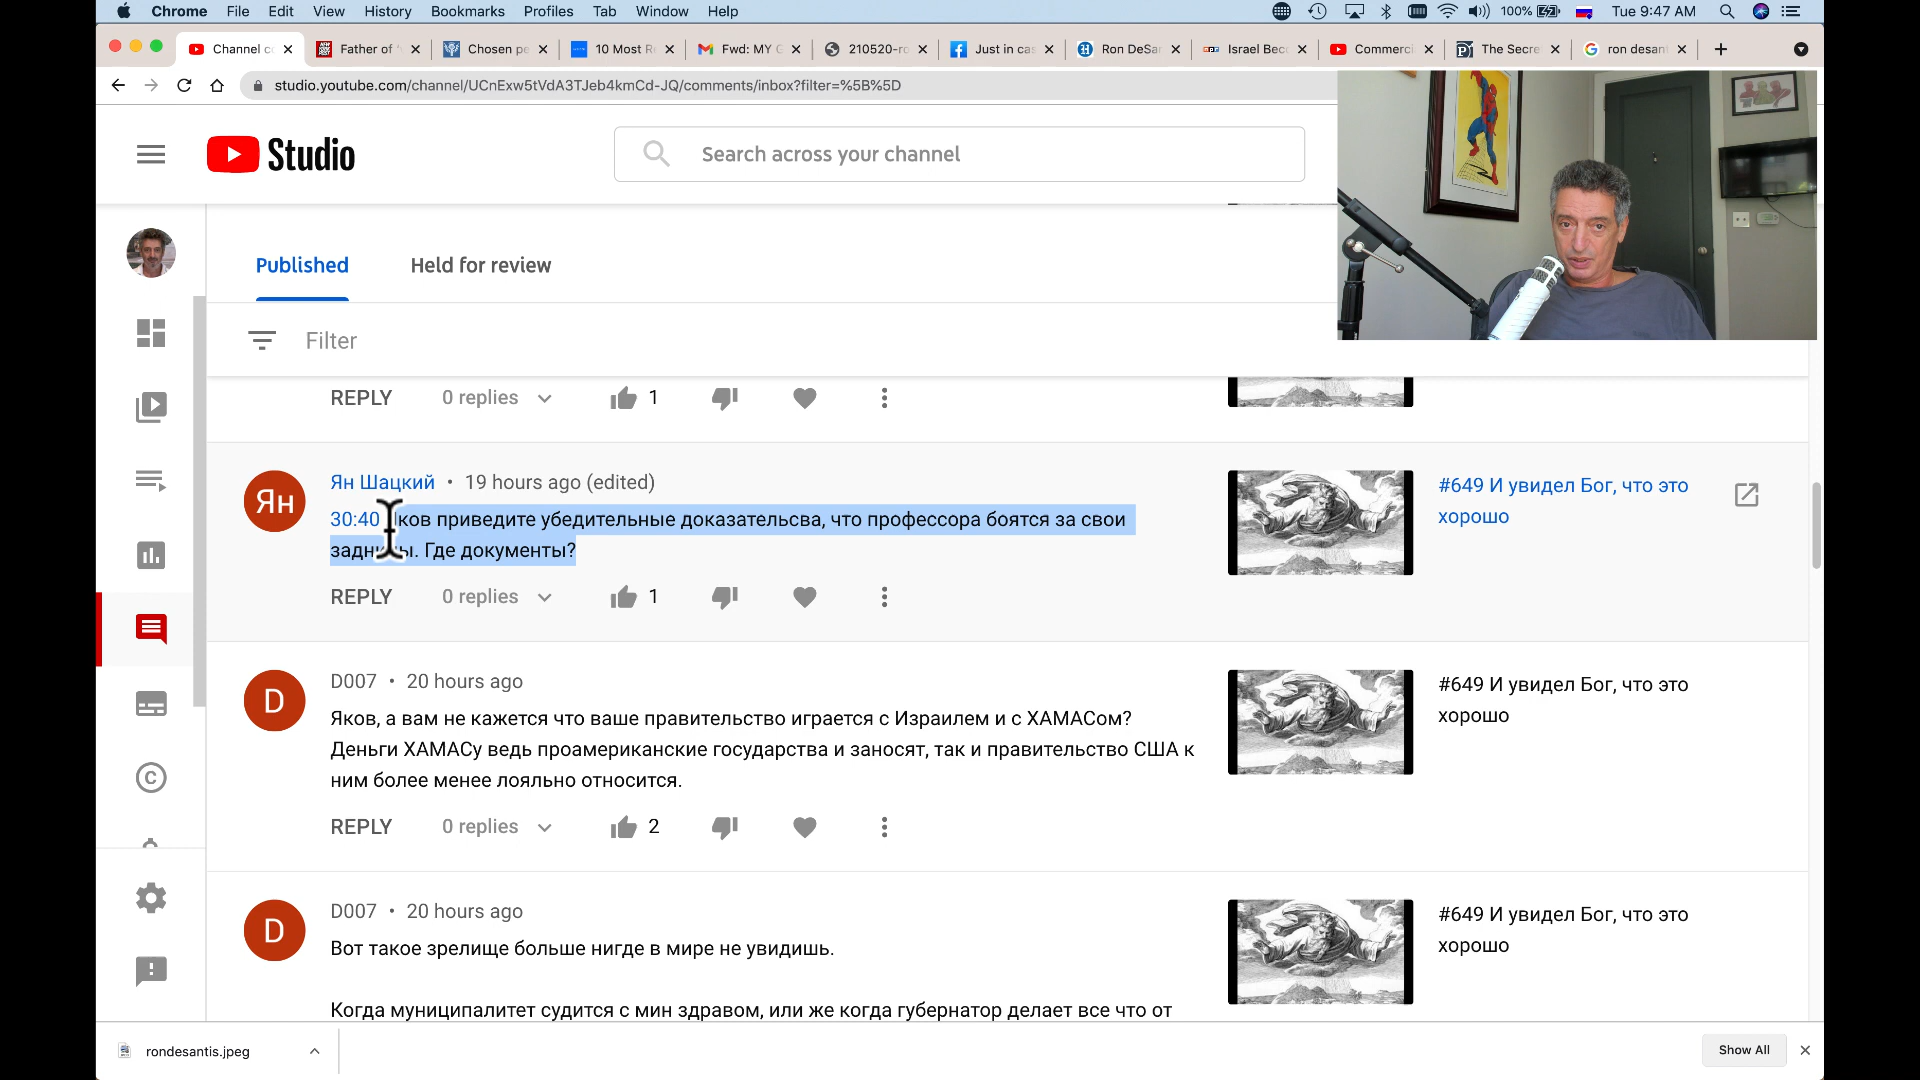 Chrome File Edit View History Bookmarks Profiles Tab Window Help 100% Tue 9:47 AM
Channel co Father of Chosen pe 10 Most R Fwd: MY G 210520-ro Just in ca Ron DeSa Israel Bec Commerc The Secre ron desan
studio.youtube.com/channel/UCnExw5tVdA3TJeb4kmCd-JQ/comments/inbox?filter=%5B%5D
Studio
Search across your channel
Published Held for review
Filter
REPLY 0 replies 1
Ян
Ян Шацкий • 19 hours ago (edited)
30:40 Яков приведите убедительные доказательсва, что профессора боятся за свои
задницы. Где документы?
REPLY 0 replies 1
#649 И увидел Бог, что это
хорошо
D
D007 • 20 hours ago
Яков, а вам не кажется что ваше правительство играется с Израилем и с ХАМАСом?
Деньги ХАМАСу ведь проамериканские государства и заносят, так и правительство США к
ним более менее лояльно относится.
REPLY 0 replies 2
#649 И увидел Бог, что это
хорошо
D
D007 • 20 hours ago
Вот такое зрелище больше нигде в мире не увидишь.
Когда муниципалитет судится с мин здравом, или же когда губернатор делает все что от
#649 И увидел Бог, что это
хорошо
rondesantis.jpeg
Show All